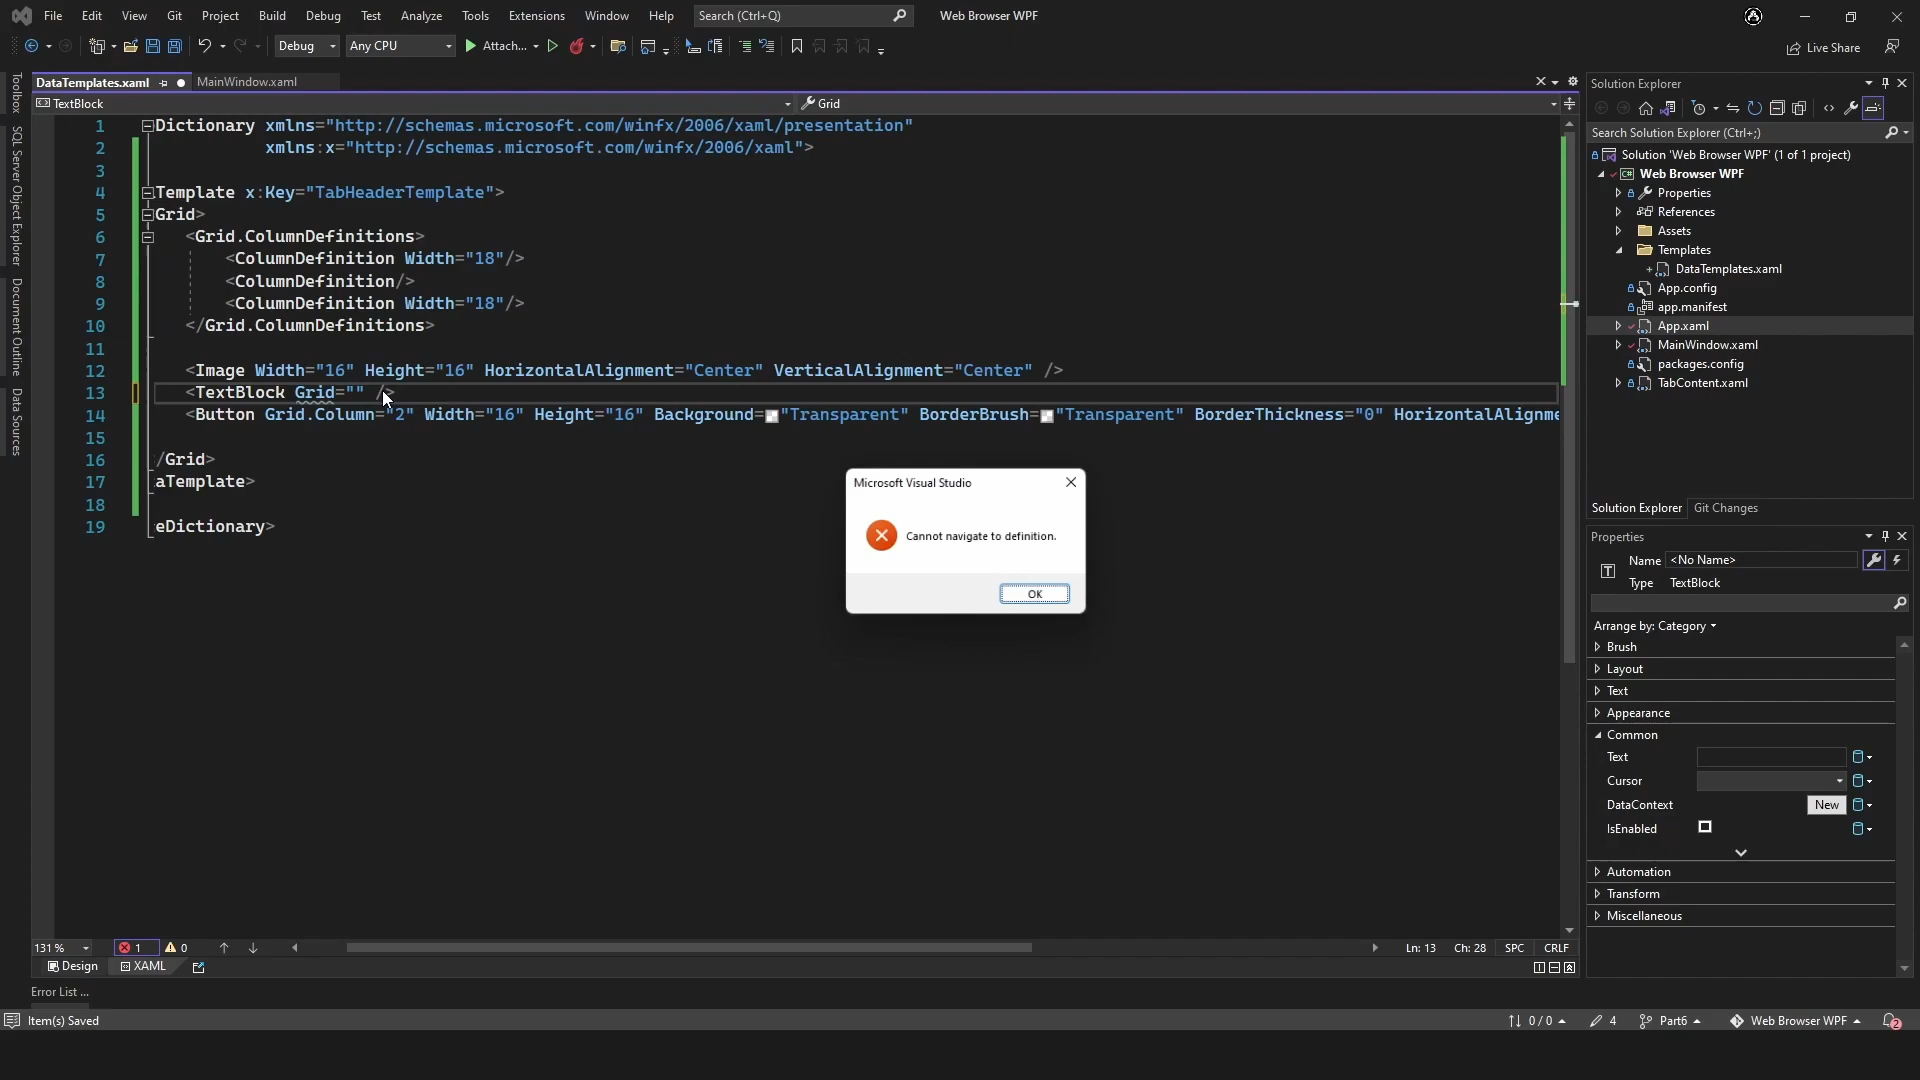 File Edit View Git Project Build Debug Test Analyze Tools Extensions Window Help Search (Ctrl+Q) Web Browser WPF
Debug Any CPU Attach... Live Share
DataTemplates.xaml MainWindow.xaml
TextBlock Grid
1 Dictionary xmlns="http://schemas.microsoft.com/winfx/2006/xaml/presentation"
2 xmlns:x="http://schemas.microsoft.com/winfx/2006/xaml">
3
4 Template x:Key="TabHeaderTemplate">
5 Grid>
6 <Grid.ColumnDefinitions>
7 <ColumnDefinition Width="18"/>
8 <ColumnDefinition/>
9 <ColumnDefinition Width="18"/>
10 </Grid.ColumnDefinitions>
11
12 <Image Width="16" Height="16" HorizontalAlignment="Center" VerticalAlignment="Center" />
13 <TextBlock Grid="" />
14 <Button Grid.Column="2" Width="16" Height="16" Background="Transparent" BorderBrush="Transparent" BorderThickness="0" HorizontalAlignme
15
16 /Grid>
17 aTemplate>
18
19 eDictionary>
Toolbox
SQL Server Object Explorer
Document Outline
Data Sources
Microsoft Visual Studio
Cannot navigate to definition.
OK
Solution Explorer
Search Solution Explorer (Ctrl+;)
Solution 'Web Browser WPF' (1 of 1 project)
Web Browser WPF
Properties
References
Assets
Templates
DataTemplates.xaml
App.config
app.manifest
App.xaml
MainWindow.xaml
packages.config
TabContent.xaml
Solution Explorer Git Changes
Properties
Name <No Name>
Type TextBlock
Arrange by: Category
Brush
Layout
Text
Appearance
Common
Text
Cursor
DataContext New
IsEnabled
Automation
Transform
Miscellaneous
131 % 1 0 Ln: 13 Ch: 28 SPC CRLF
Design XAML
Error List ...
Item(s) Saved 0 / 0 4 Part6 Web Browser WPF 2